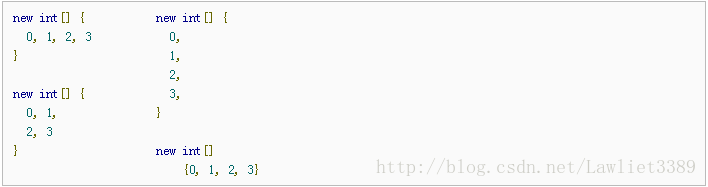 new int[] {
  0, 1, 2, 3
}
new int[] {
  0, 1,
  2, 3
}
new int[] {
  0,
  1,
  2,
  3,
}
new int[]
    {0, 1, 2, 3}
http://blog.csdn.net/Lawliet3389